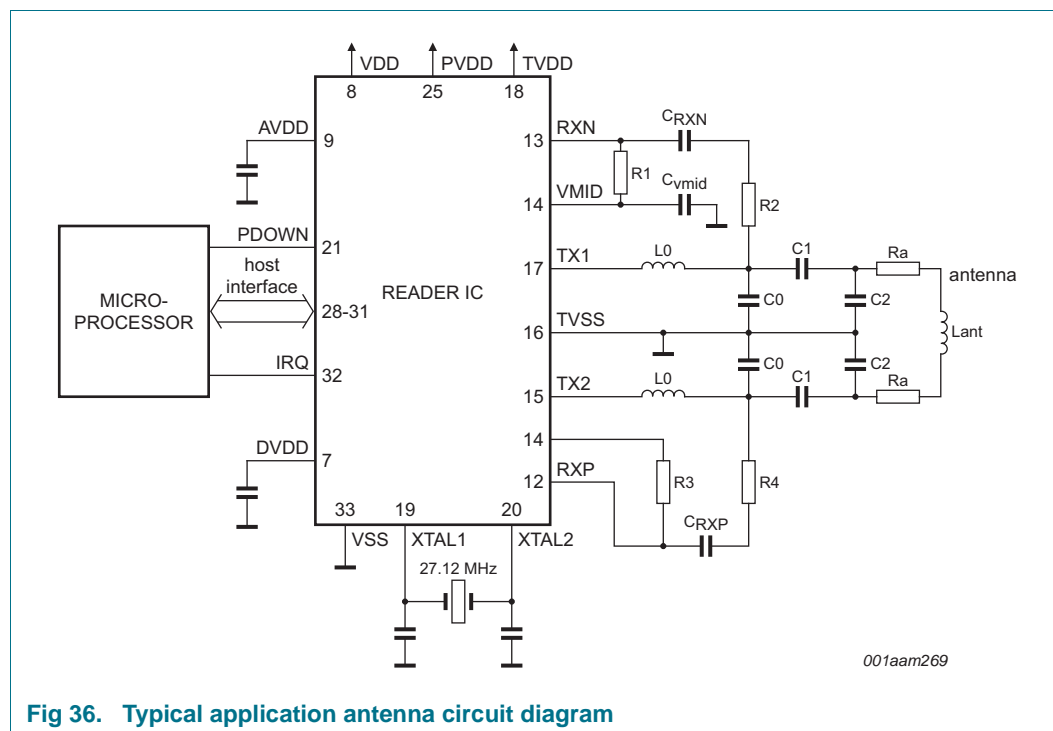 VDD
PVDD
TVDD
8
25
18
AVDD
9
13
RXN
CRXN
R1
VMID
Cvmid
14
R2
PDOWN
21
host
interface
MICRO-
PROCESSOR
READER IC
28-31
IRQ
32
17
TX1
L0
C1
Ra
antenna
C0
C2
TVSS
16
Lant
C0
C2
TX2
L0
C1
Ra
15
14
DVDD
7
RXP
12
R3
R4
CRXP
33
19
20
VSS
XTAL1
XTAL2
27.12 MHz
001aam269
Fig 36. Typical application antenna circuit diagram